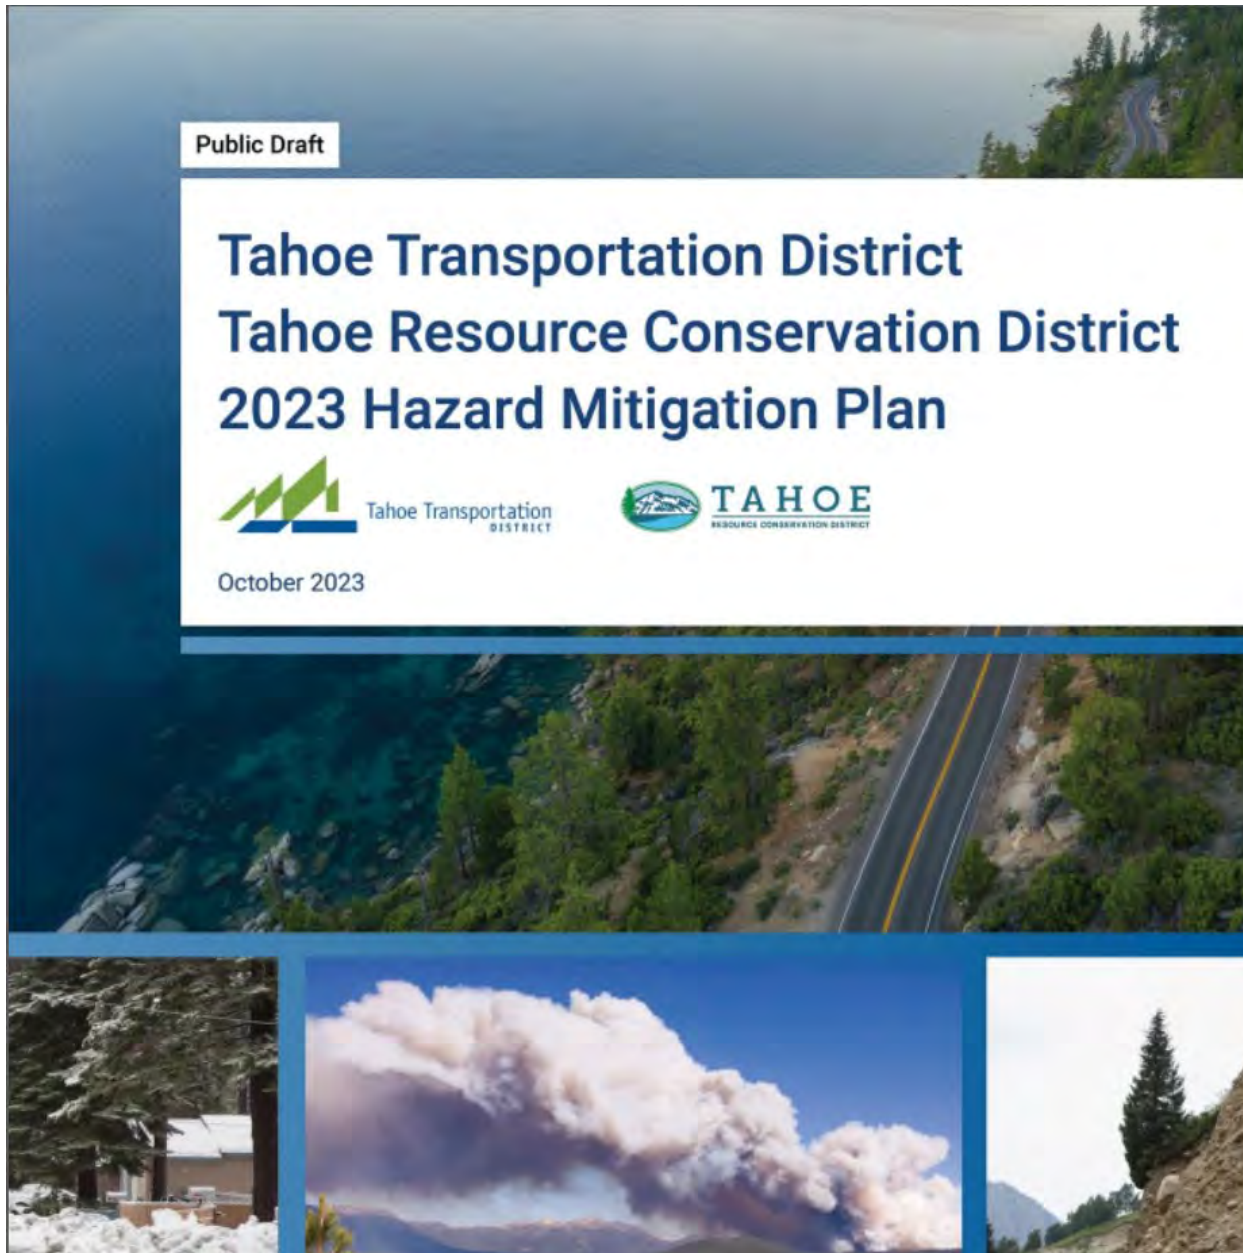 Public Draft
Tahoe Transportation District
Tahoe Resource Conservation District
2023 Hazard Mitigation Plan
Tahoe Transportation
DISTRICT
TAHOE
RESOURCE CONSERVATION DISTRICT
October 2023